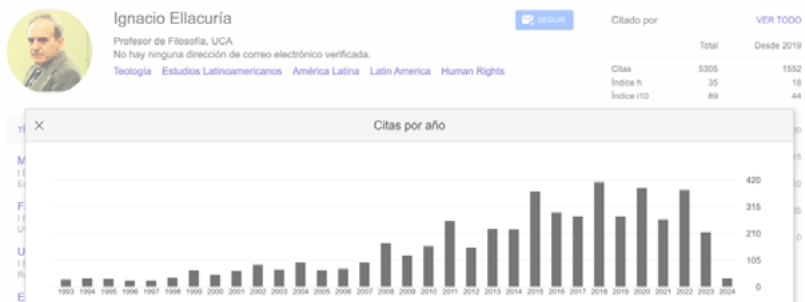 Ignacio Ellacuría
SEGUIR
Profesor de Filosofía, UCA
No hay ninguna dirección de correo electrónico verificada.
Teología Estudios Latinoamericanos América Latina Latin America Human Rights
Citado por VER TODO
Total Desde 2019
Citas 5305 1552
Índice h 35 18
Índice i10 89 44
Citas por año
420
315
210
105
0
1993 1994 1995 1996 1997 1998 1999 2000 2001 2002 2003 2004 2005 2006 2007 2008 2009 2010 2011 2012 2013 2014 2015 2016 2017 2018 2019 2020 2021 2022 2023 2024